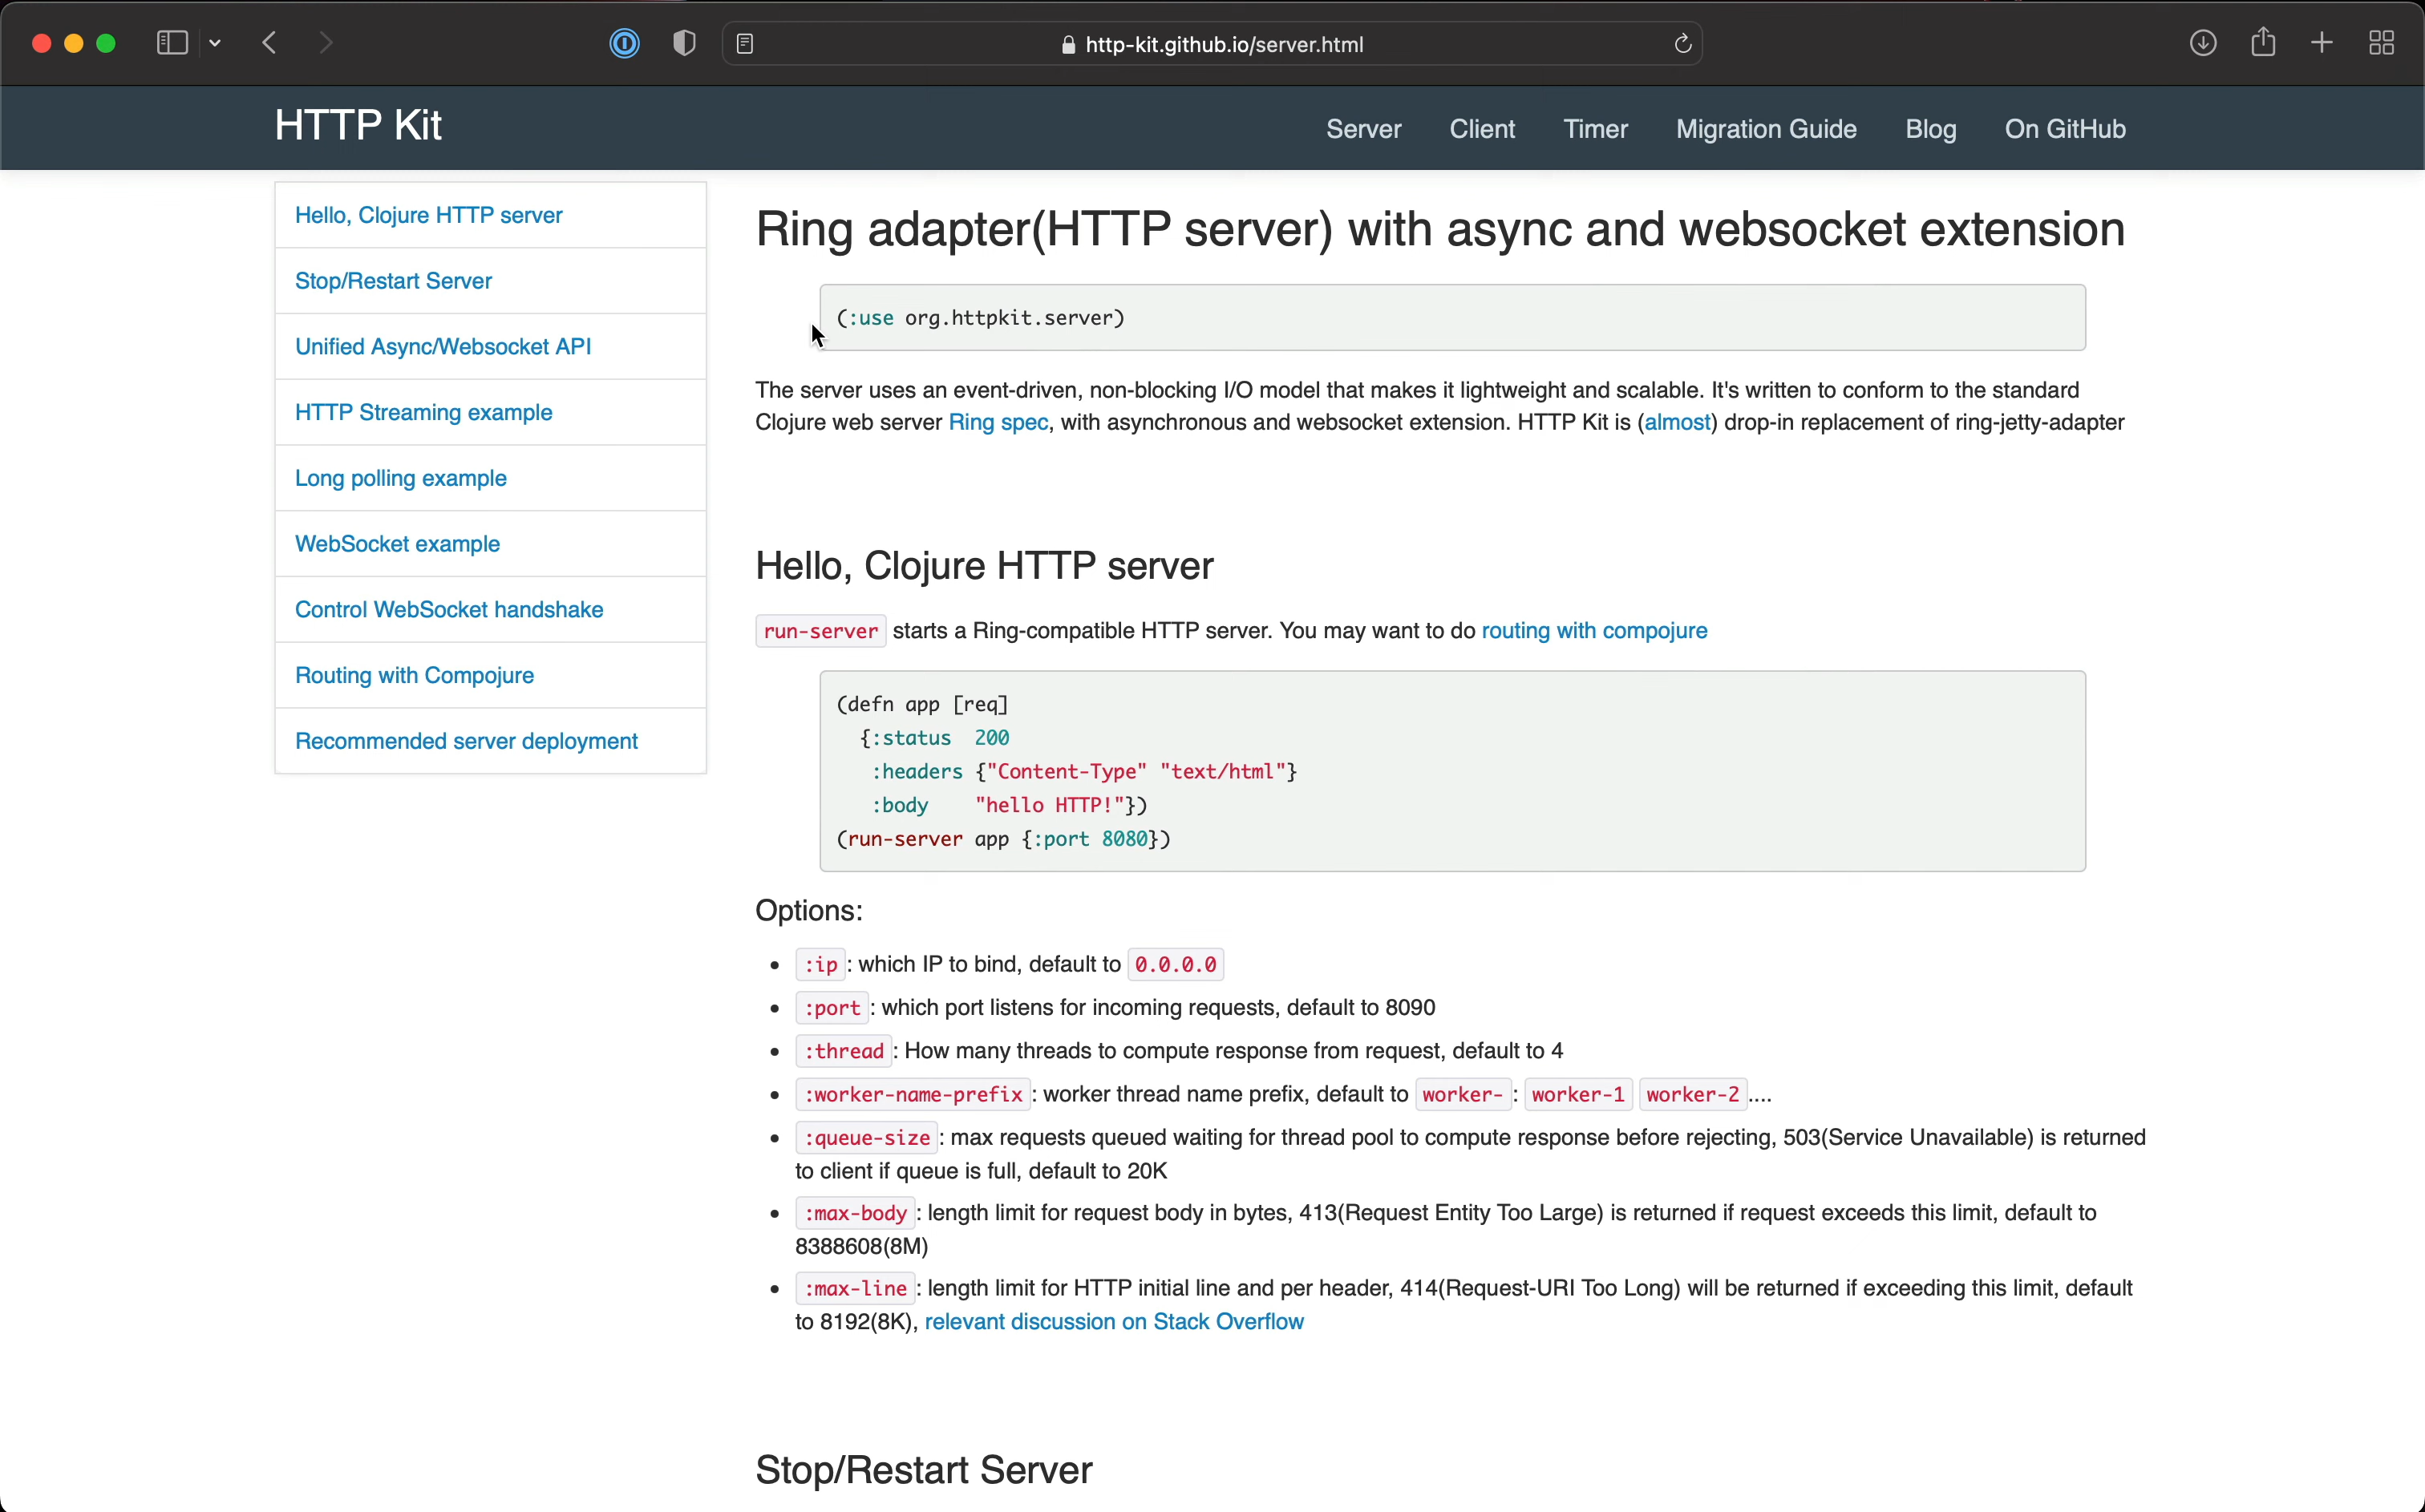 http-kit.github.io/server.html
HTTP Kit
Server
Client
Timer
Migration Guide
Blog
On GitHub
Hello, Clojure HTTP server
Stop/Restart Server
Unified Async/Websocket API
HTTP Streaming example
Long polling example
WebSocket example
Control WebSocket handshake
Routing with Compojure
Recommended server deployment
Ring adapter(HTTP server) with async and websocket extension
(:use org.httpkit.server)
The server uses an event-driven, non-blocking I/O model that makes it lightweight and scalable. It's written to conform to the standard
Clojure web server Ring spec, with asynchronous and websocket extension. HTTP Kit is (almost) drop-in replacement of ring-jetty-adapter
Hello, Clojure HTTP server
run-server starts a Ring-compatible HTTP server. You may want to do routing with compojure
(defn app [req]
  {:status  200
   :headers {"Content-Type" "text/html"}
   :body    "hello HTTP!"})
(run-server app {:port 8080})
Options:
• :ip : which IP to bind, default to 0.0.0.0
• :port : which port listens for incoming requests, default to 8090
• :thread : How many threads to compute response from request, default to 4
• :worker-name-prefix : worker thread name prefix, default to worker- : worker-1 worker-2 ....
• :queue-size : max requests queued waiting for thread pool to compute response before rejecting, 503(Service Unavailable) is returned
to client if queue is full, default to 20K
• :max-body : length limit for request body in bytes, 413(Request Entity Too Large) is returned if request exceeds this limit, default to
8388608(8M)
• :max-line : length limit for HTTP initial line and per header, 414(Request-URI Too Long) will be returned if exceeding this limit, default
to 8192(8K), relevant discussion on Stack Overflow
Stop/Restart Server